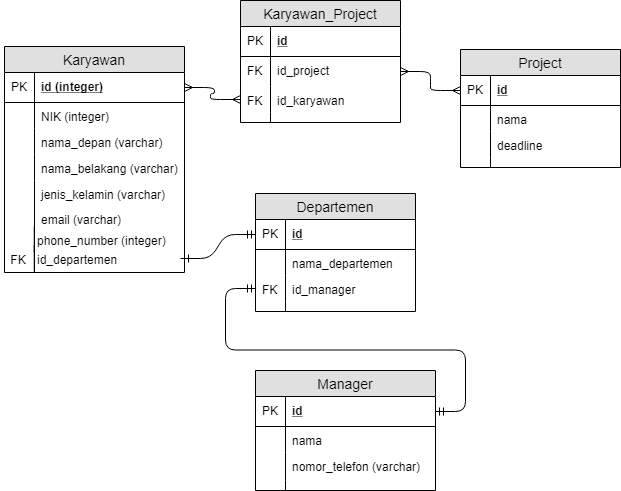 Karyawan_Project
PK id
FK id_project
FK id_karyawan
Karyawan
PK id (integer)
NIK (integer)
nama_depan (varchar)
nama_belakang (varchar)
jenis_kelamin (varchar)
email (varchar)
phone_number (integer)
FK id_departemen
Project
PK id
nama
deadline
Departemen
PK id
nama_departemen
FK id_manager
Manager
PK id
nama
nomor_telefon (varchar)